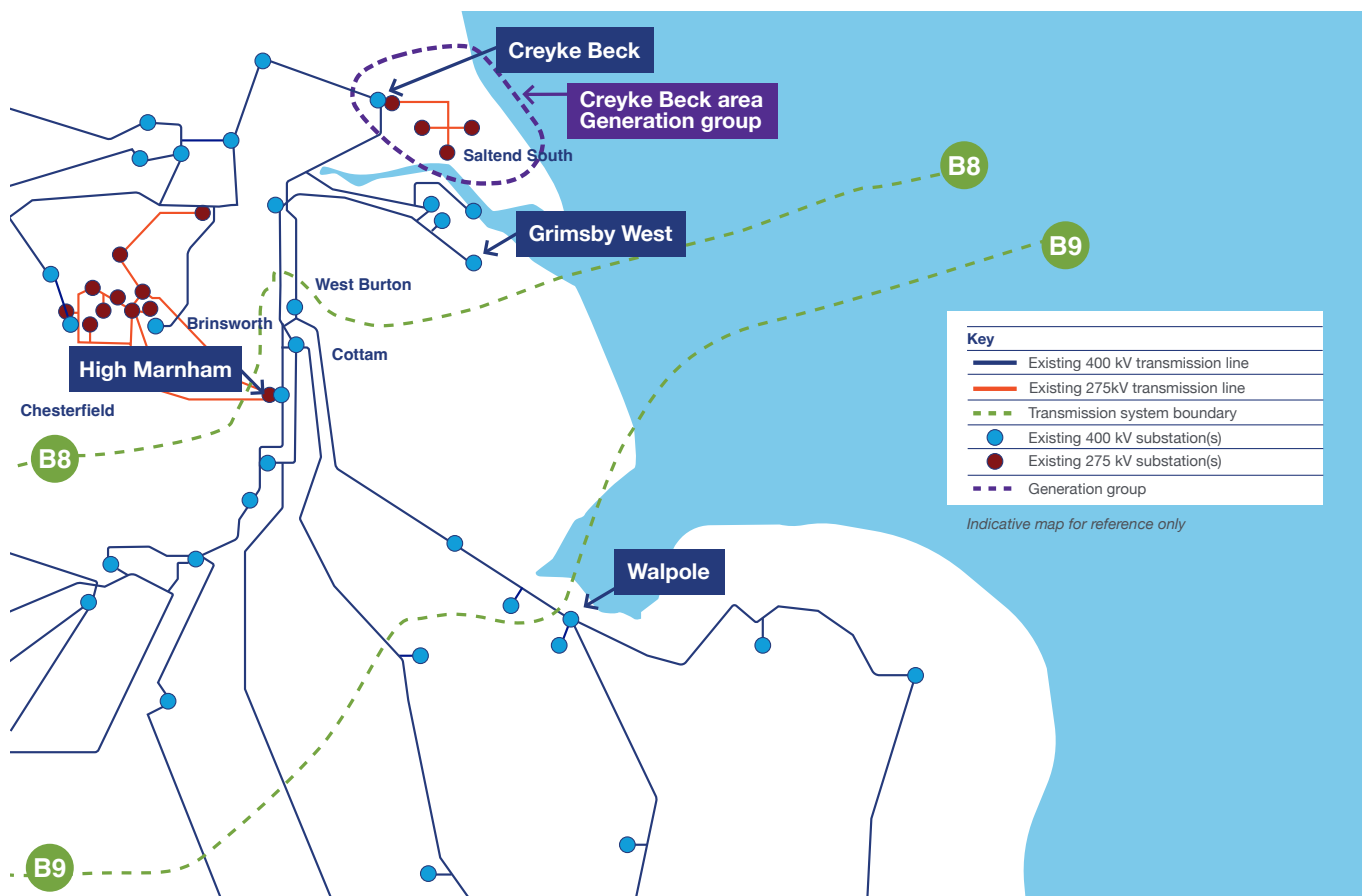 Creyke Beck
Creyke Beck area
Generation group
Saltend South
B8
Grimsby West
B9
West Burton
Brinsworth
Cottam
High Marnham
Chesterfield
B8
Key
Existing 400 kV transmission line
Existing 275kV transmission line
Transmission system boundary
Existing 400 kV substation(s)
Existing 275 kV substation(s)
Generation group
Indicative map for reference only
Walpole
B9